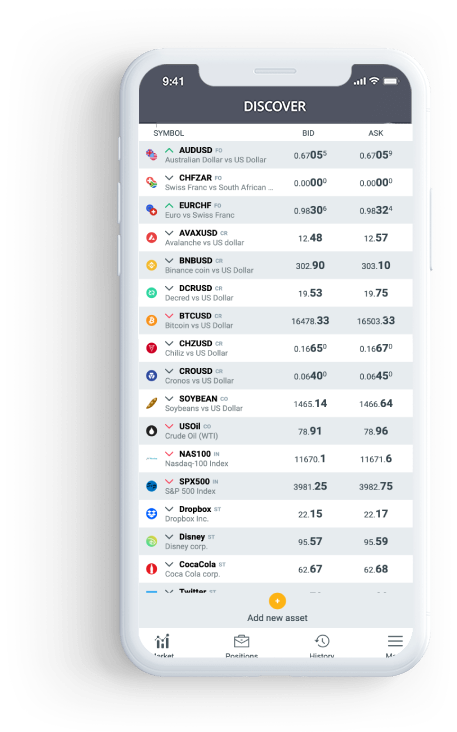 9:41
DISCOVER
SYMBOL BID ASK
AUDUSD FO 0.67055 0.67059
Australian Dollar vs US Dollar
CHFZAR FO 0.00000 0.00000
Swiss Franc vs South African ...
EURCHF FO 0.98306 0.98324
Euro vs Swiss Franc
AVAXUSD CR 12.48 12.57
Avalanche vs US dollar
BNBUSD CR 302.90 303.10
Binance coin vs US Dollar
DCRUSD CR 19.53 19.75
Decred vs US Dollar
BTCUSD CR 16478.33 16503.33
Bitcoin vs US Dollar
CHZUSD CR 0.16650 0.16670
Chiliz vs US Dollar
CROUSD CR 0.06400 0.06450
Cronos vs US Dollar
SOYBEAN CO 1465.14 1466.64
Soybeans vs US Dollar
USOil CO 78.91 78.96
Crude Oil (WTI)
NAS100 IN 11670.1 11671.6
Nasdaq-100 Index
SPX500 IN 3981.25 3982.75
S&P 500 Index
Dropbox ST 22.15 22.17
Dropbox Inc.
Disney ST 95.57 95.59
Disney corp.
CocaCola ST 62.67 62.68
Coca Cola corp.
Twitter ST
+
Add new asset
Market Positions History